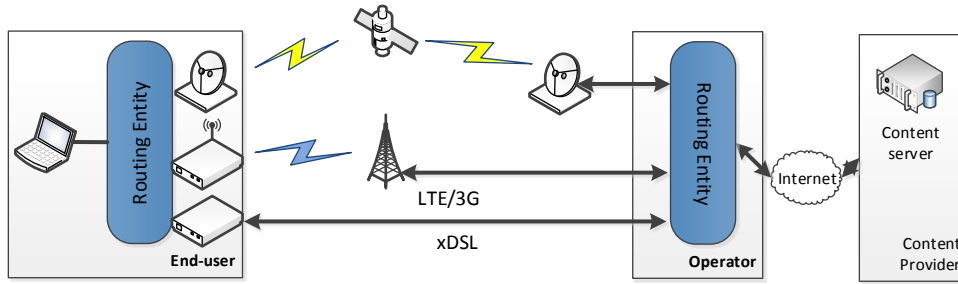 Routing Entity
End-user
LTE/3G
xDSL
Routing Entity
Operator
Internet
Content
server
Content
Provider